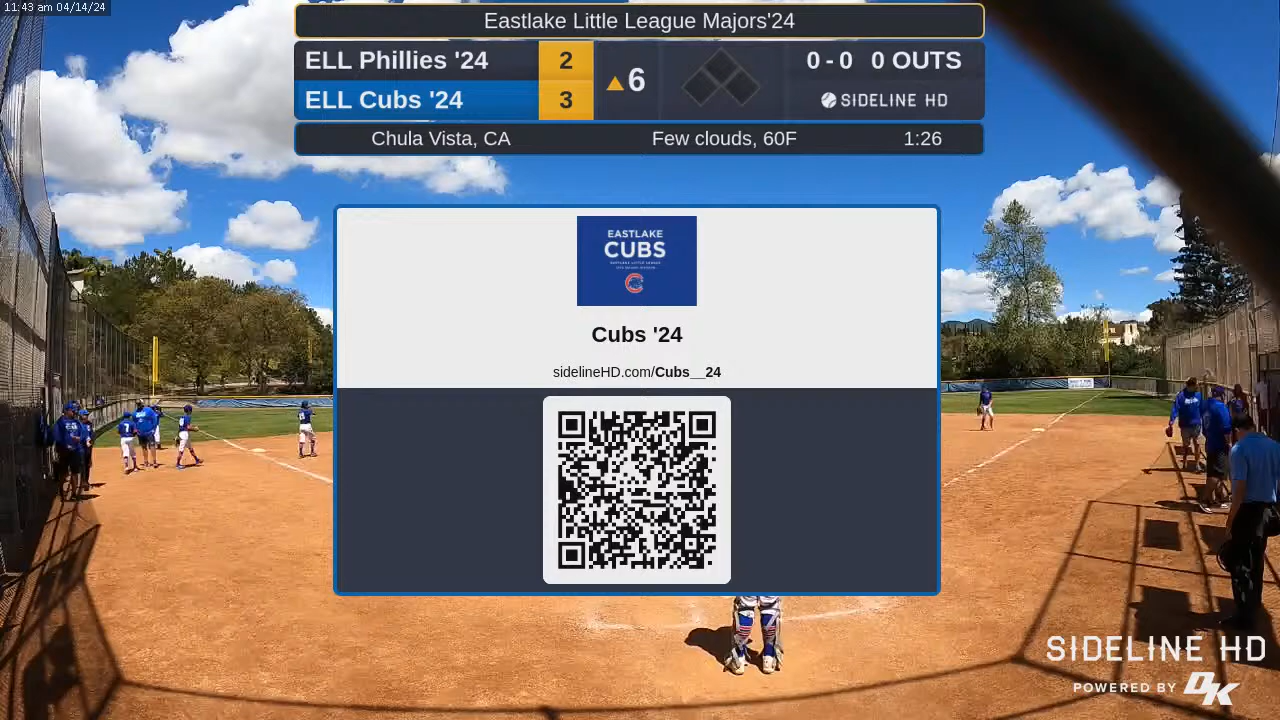 11:43 am 04/14/24
Eastlake Little League Majors'24
ELL Phillies '24 2
ELL Cubs '24 3
▲6
0 - 0 0 OUTS
SIDELINE HD
Chula Vista, CA Few clouds, 60F 1:26
EASTLAKE
CUBS
C
Cubs '24
sidelineHD.com/Cubs__24
7
SIDELINE HD
POWERED BY DK